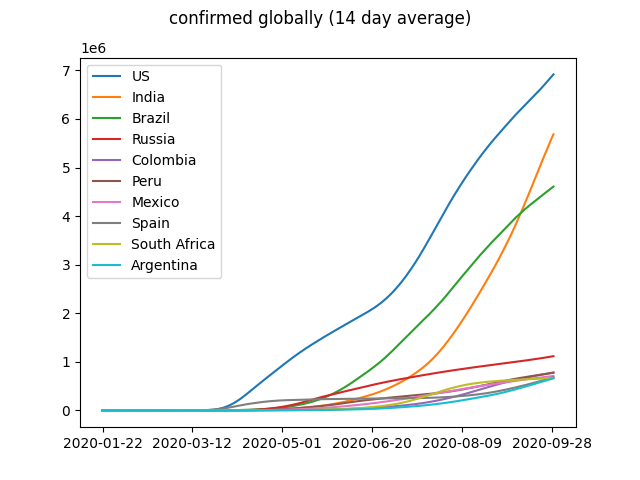 confirmed globally (14 day average)
1e6
7
6
5
4
3
2
1
0
US
India
Brazil
Russia
Colombia
Peru
Mexico
Spain
South Africa
Argentina
2020-01-22 2020-03-12 2020-05-01 2020-06-20 2020-08-09 2020-09-28